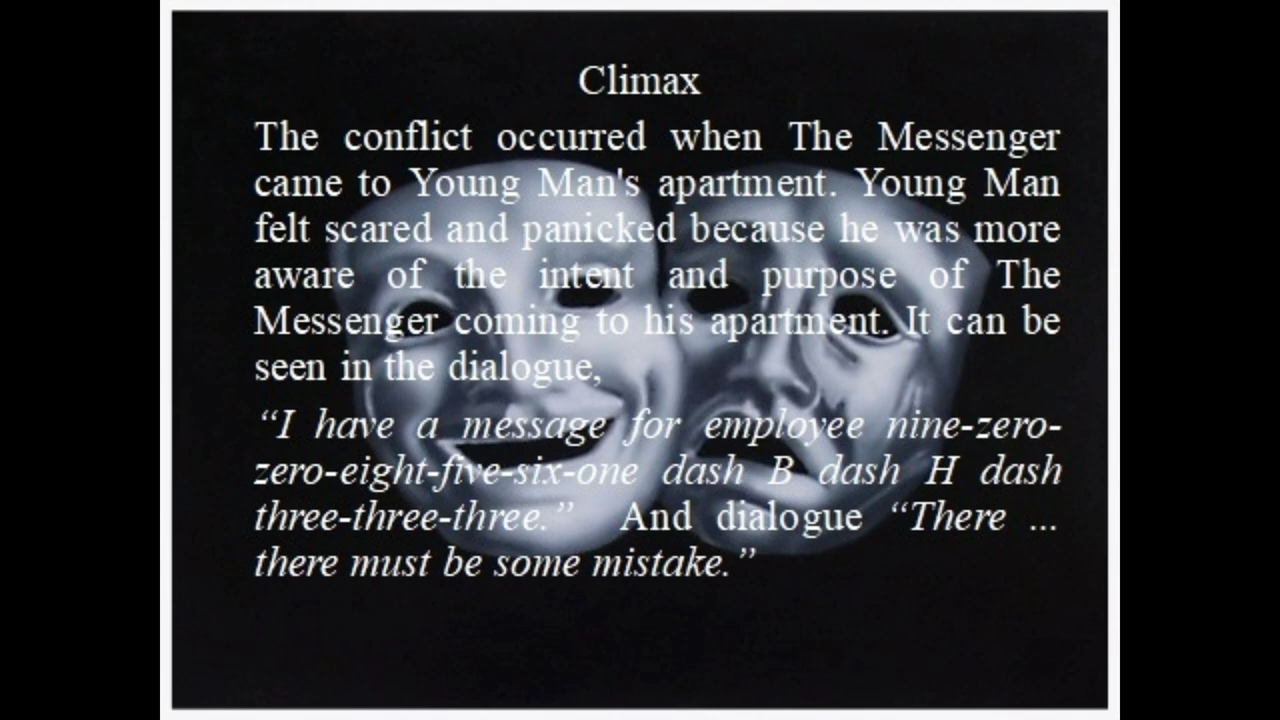 Climax
The conflict occurred when The Messenger
came to Young Man's apartment. Young Man
felt scared and panicked because he was more
aware of the intent and purpose of The
Messenger coming to his apartment. It can be
seen in the dialogue,
“I have a message for employee nine-zero-
zero-eight-five-six-one dash B dash H dash
three-three-three.” And dialogue “There ...
there must be some mistake.”